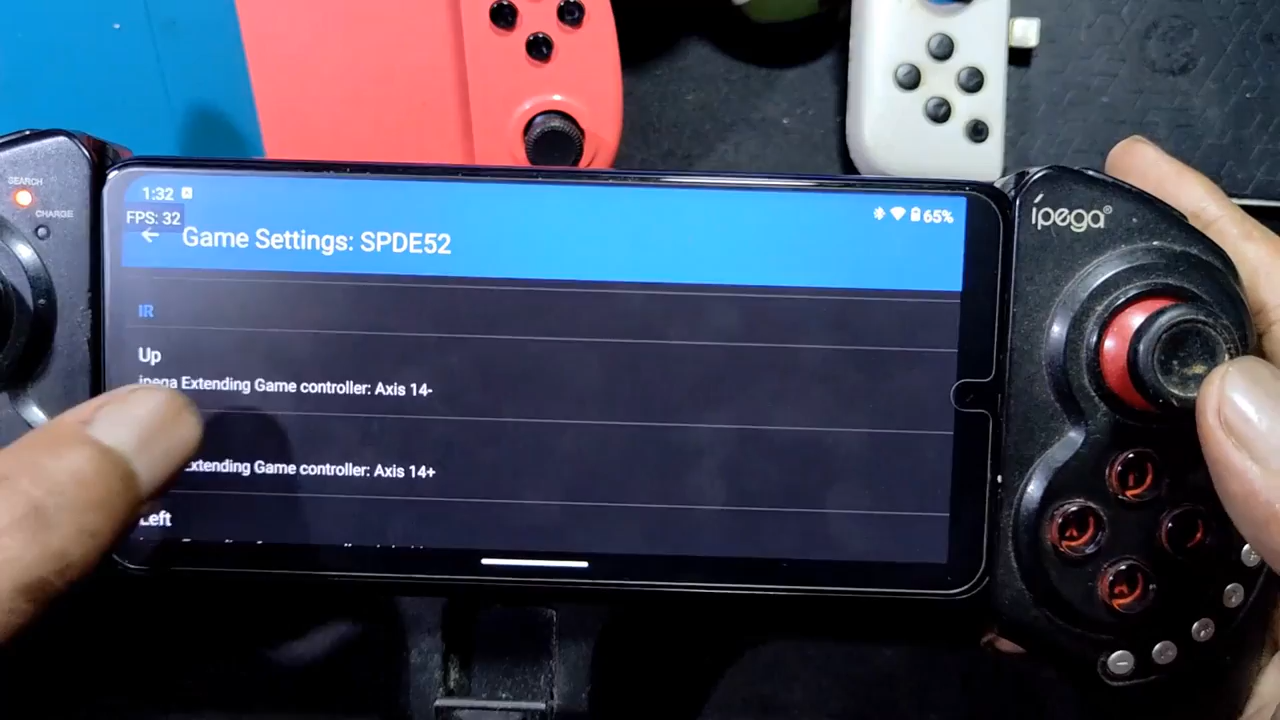 SEARCH
CHARGE
1:32
65%
FPS: 32
Game Settings: SPDE52
ípega®
IR
Up
ipega Extending Game controller: Axis 14-
Extending Game controller: Axis 14+
Left